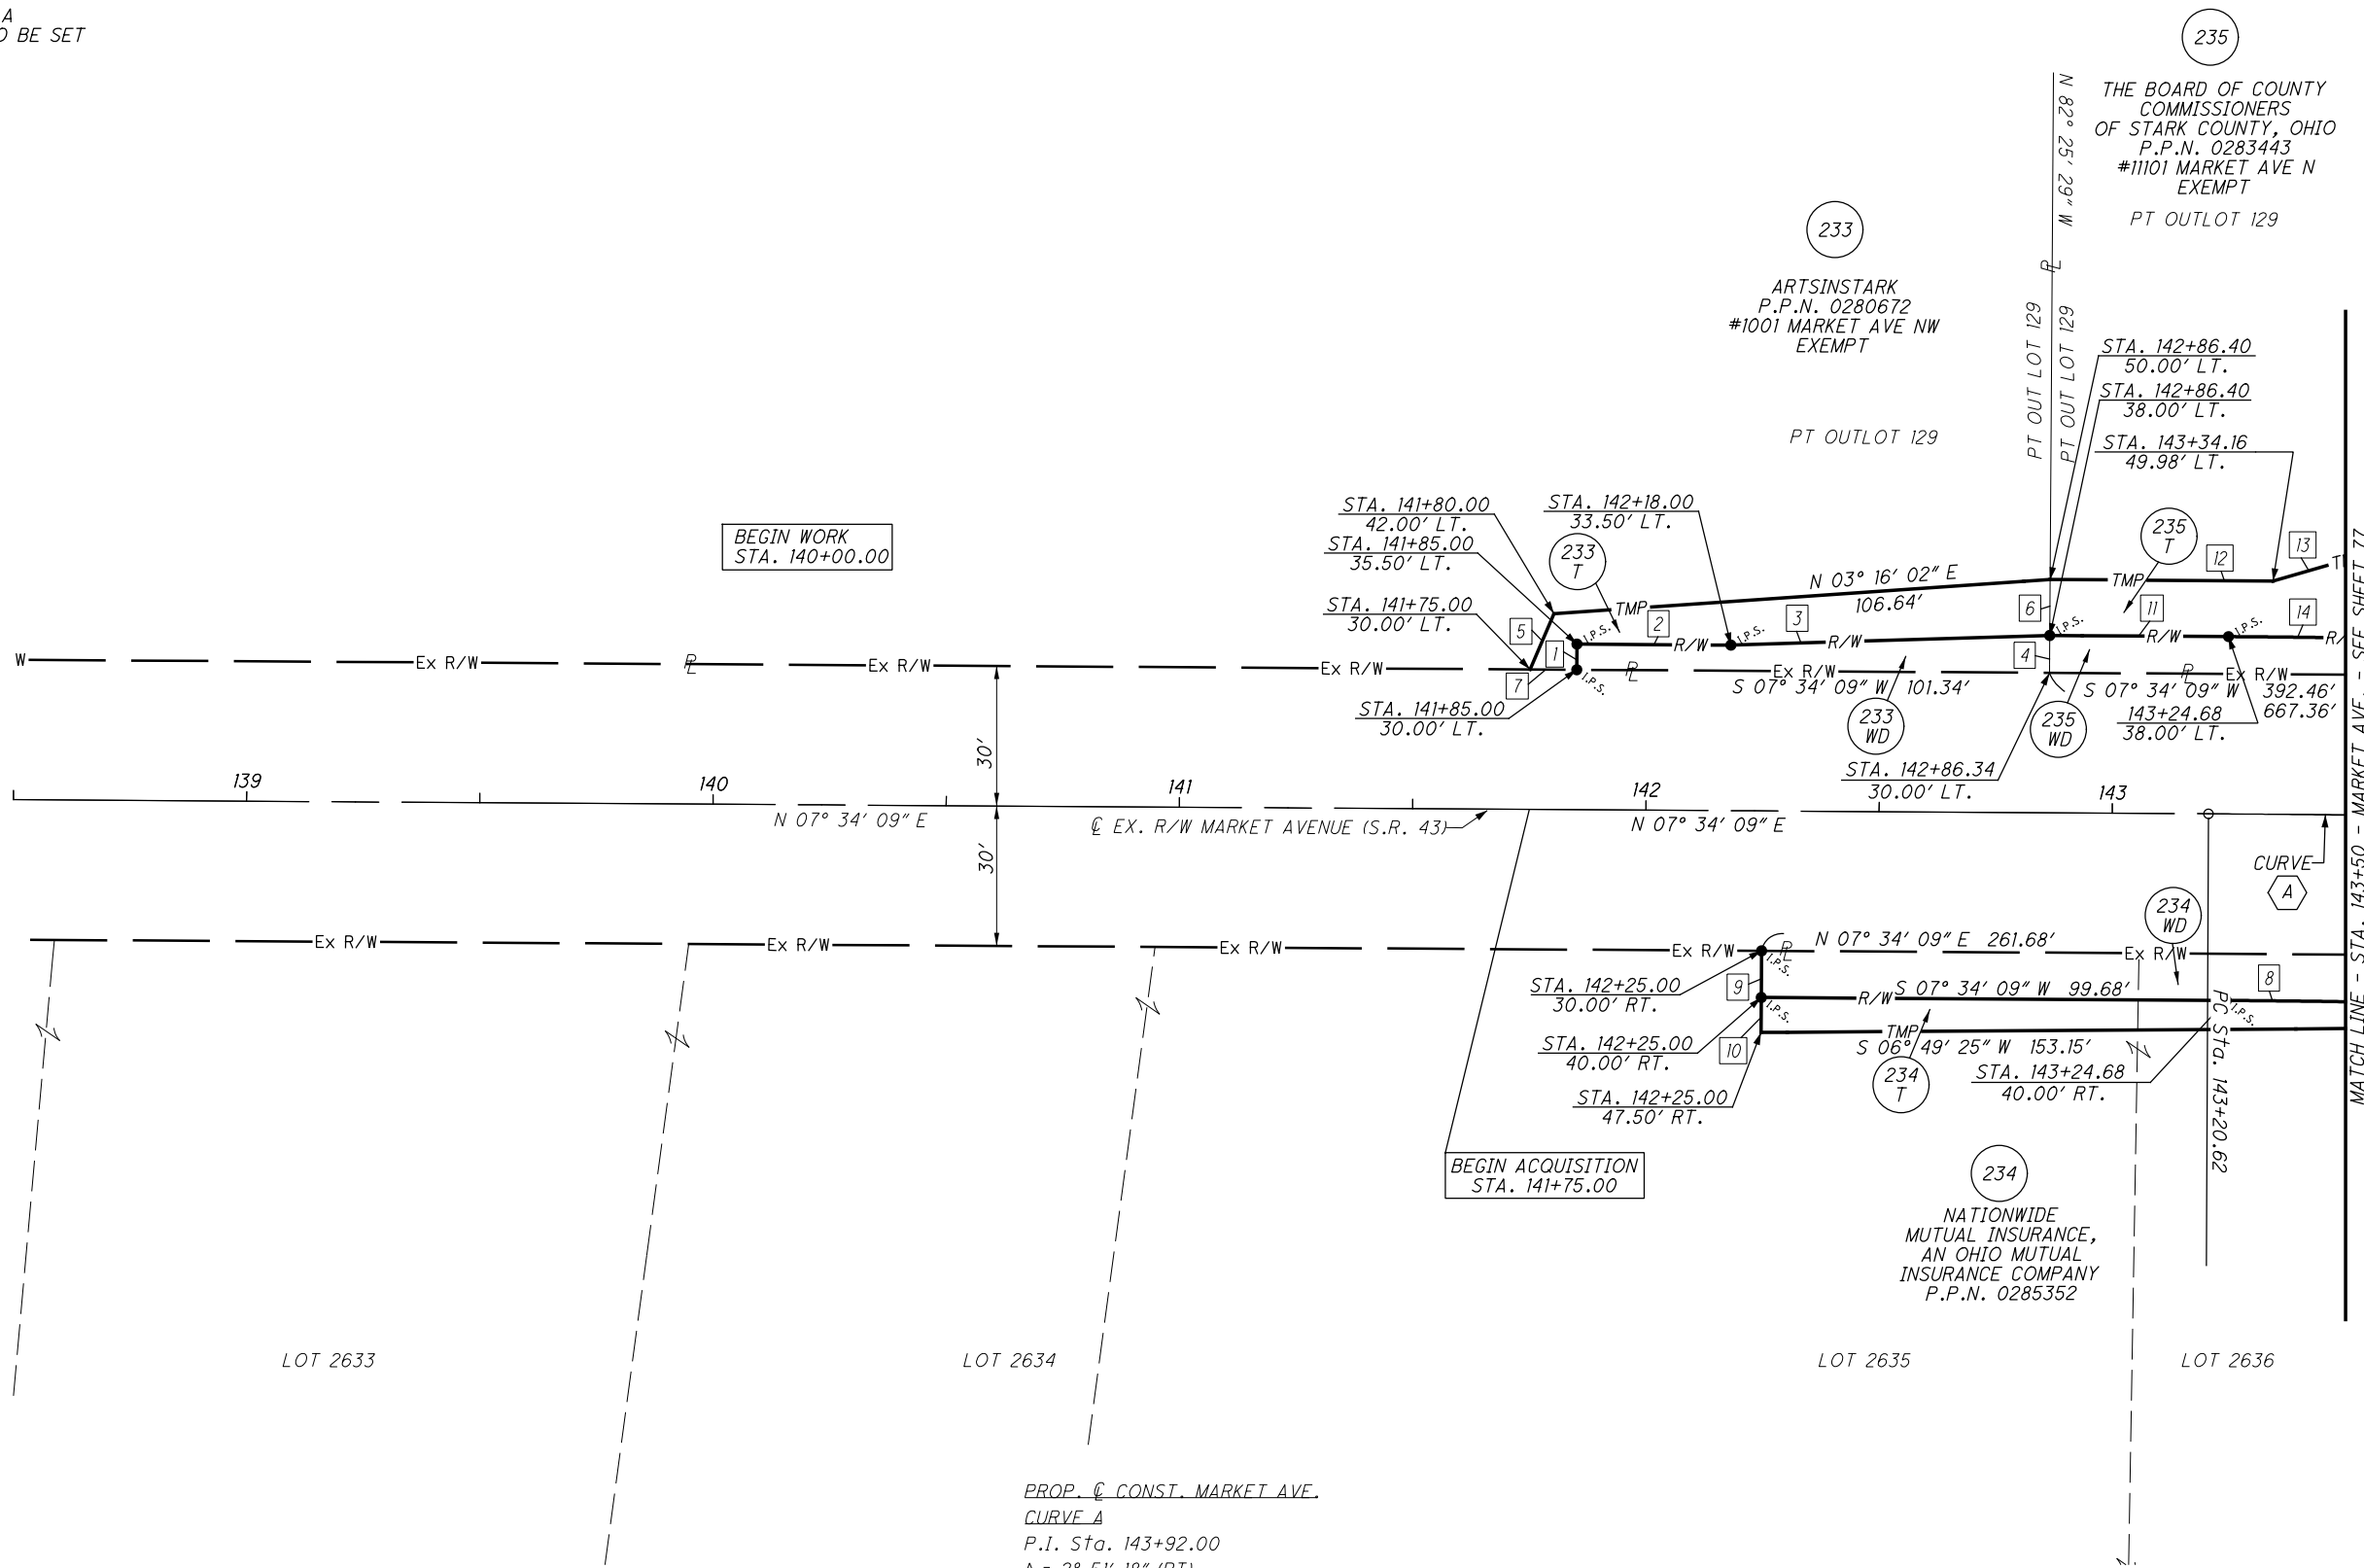 A
O BE SET
235
THE BOARD OF COUNTY
COMMISSIONERS
OF STARK COUNTY, OHIO
P.P.N. 0283443
#11101 MARKET AVE N
EXEMPT
PT OUTLOT 129
N 82° 25' 29" W
233
ARTSINSTARK
P.P.N. 0280672
#1001 MARKET AVE NW
EXEMPT
PT OUTLOT 129
PT OUT LOT 129
PT OUT LOT 129
STA. 142+86.40
50.00' LT.
STA. 142+86.40
38.00' LT.
STA. 143+34.16
49.98' LT.
BEGIN WORK
STA. 140+00.00
STA. 141+80.00
42.00' LT.
STA. 141+85.00
35.50' LT.
STA. 141+75.00
30.00' LT.
STA. 142+18.00
33.50' LT.
233
T
235
T
12
13
N 03° 16' 02" E
106.64'
TMP
TMP
5
1
2
3
6
11
14
4
7
I.P.S.
I.P.S.
I.P.S.
I.P.S.
I.P.S.
R/W
R/W
R/W
R/
W
Ex R/W
Ex R/W
Ex R/W
Ex R/W
Ex R/W
S 07° 34' 09" W 101.34'
S 07° 34' 09" W 392.46'
667.36'
STA. 141+85.00
30.00' LT.
233
WD
235
WD
143+24.68
38.00' LT.
STA. 142+86.34
30.00' LT.
30'
30'
139
140
141
142
143
N 07° 34' 09" E
℄ EX. R/W MARKET AVENUE (S.R. 43)
N 07° 34' 09" E
CURVE
A
MATCH LINE - STA. 143+50 - MARKET AVE. - SEE SHEET 77
234
WD
Ex R/W
Ex R/W
Ex R/W
Ex R/W
N 07° 34' 09" E 261.68'
Ex R/W
STA. 142+25.00
30.00' RT.
9
I.P.S.
R/W
S 07° 34' 09" W 99.68'
8
I.P.S.
I.P.S.
STA. 142+25.00
40.00' RT.
10
TMP
S 06° 49' 25" W 153.15'
234
T
STA. 143+24.68
40.00' RT.
STA. 142+25.00
47.50' RT.
PC Sta. 143+20.62
BEGIN ACQUISITION
STA. 141+75.00
234
NATIONWIDE
MUTUAL INSURANCE,
AN OHIO MUTUAL
INSURANCE COMPANY
P.P.N. 0285352
LOT 2633
LOT 2634
LOT 2635
LOT 2636
PROP. ℄ CONST. MARKET AVE.
CURVE A
P.I. Sta. 143+92.00